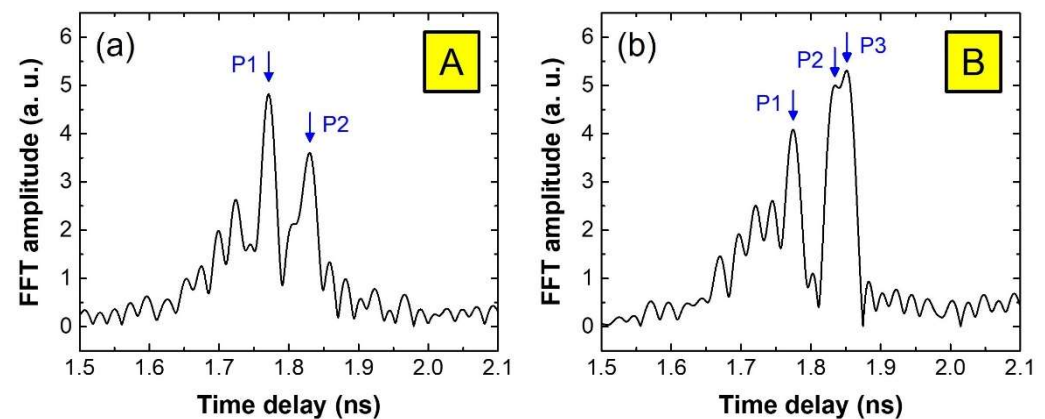 (a)
A
P1
P2
FFT amplitude (a. u.)
6
5
4
3
2
1
0
1.5 1.6 1.7 1.8 1.9 2.0 2.1
Time delay (ns)
(b)
B
P1
P2
P3
FFT amplitude (a. u.)
6
5
4
3
2
1
0
1.5 1.6 1.7 1.8 1.9 2.0 2.1
Time delay (ns)